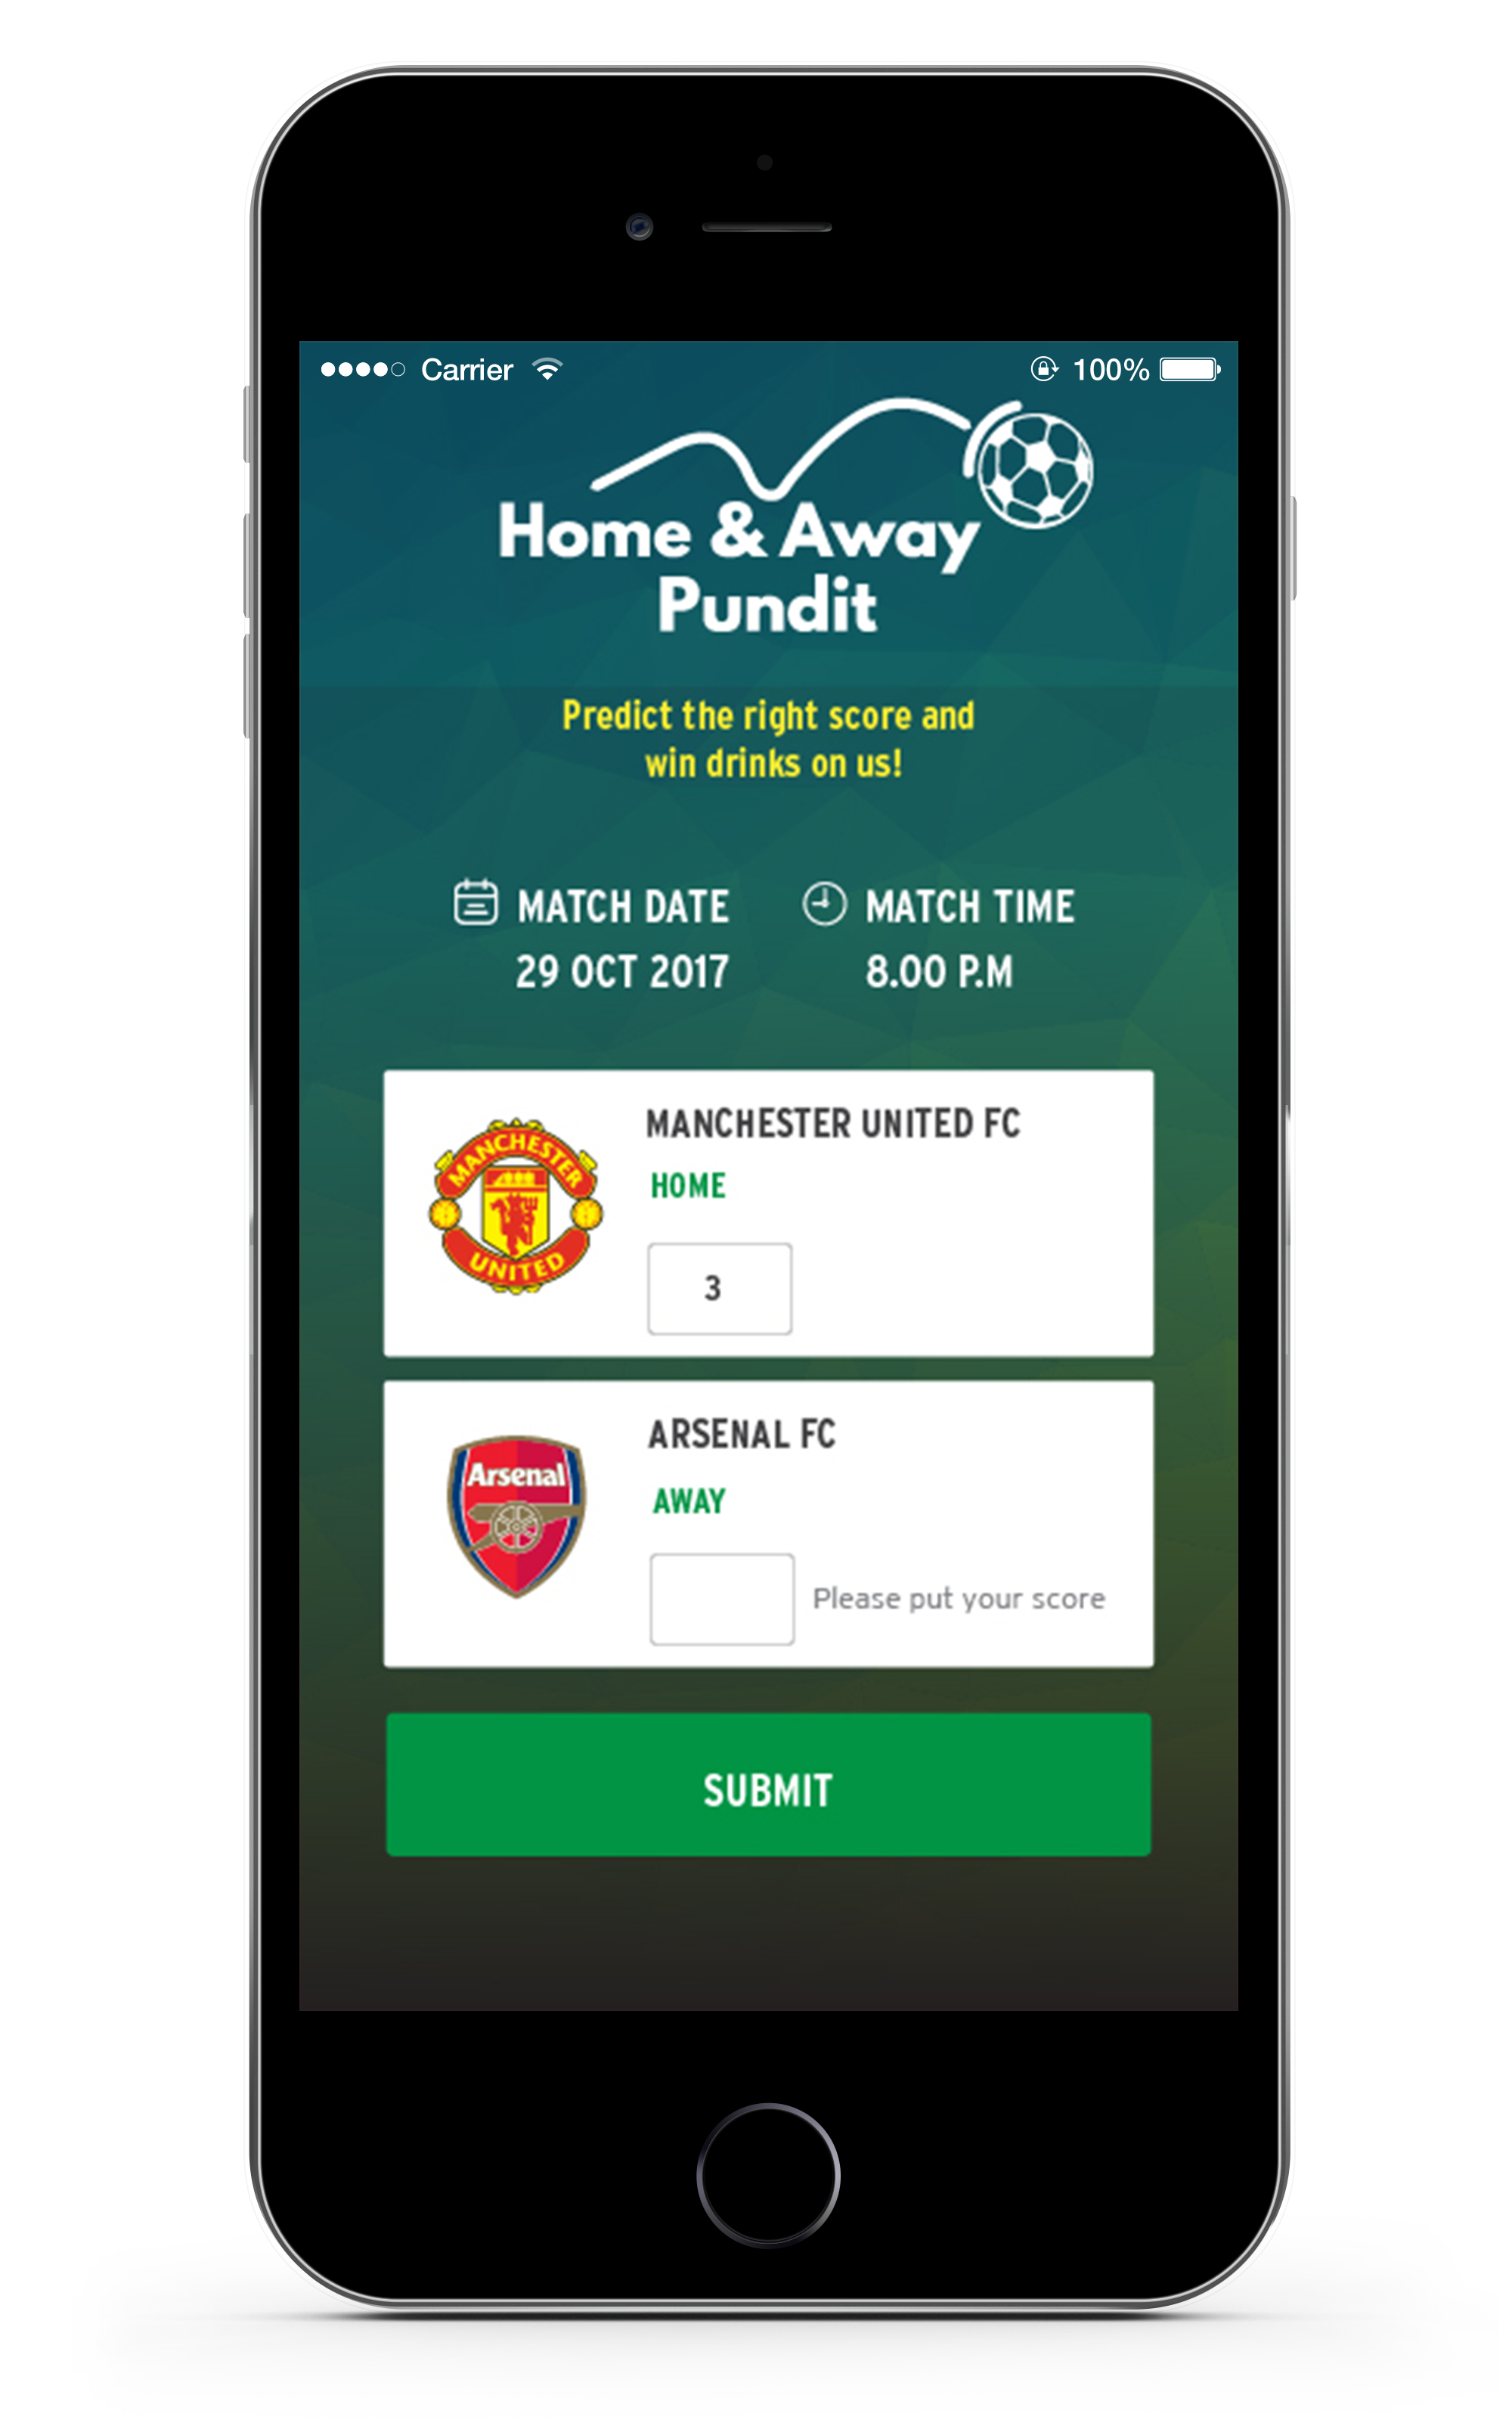 Carrier 100%
Home & Away
Pundit
Predict the right score and
win drinks on us!
MATCH DATE
29 OCT 2017
MATCH TIME
8.00 P.M
MANCHESTER UNITED FC
HOME
MANCHESTER
UNITED
3
ARSENAL FC
Arsenal
AWAY
Please put your score
SUBMIT